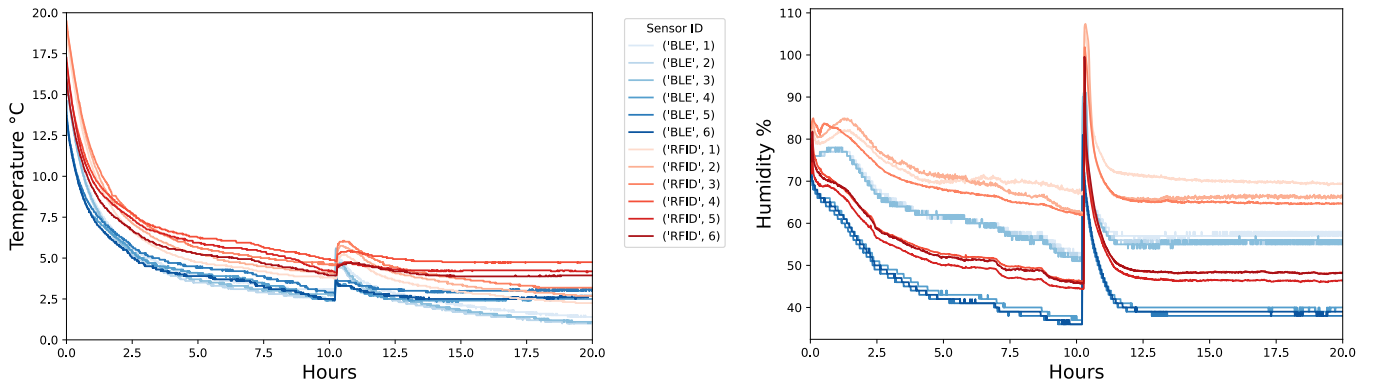 20.0
17.5
15.0
12.5
10.0
7.5
5.0
2.5
0.0
Temperature °C
0.0 2.5 5.0 7.5 10.0 12.5 15.0 17.5 20.0
Hours
Sensor ID
('BLE', 1)
('BLE', 2)
('BLE', 3)
('BLE', 4)
('BLE', 5)
('BLE', 6)
('RFID', 1)
('RFID', 2)
('RFID', 3)
('RFID', 4)
('RFID', 5)
('RFID', 6)
110
100
90
80
70
60
50
40
Humidity %
0.0 2.5 5.0 7.5 10.0 12.5 15.0 17.5 20.0
Hours